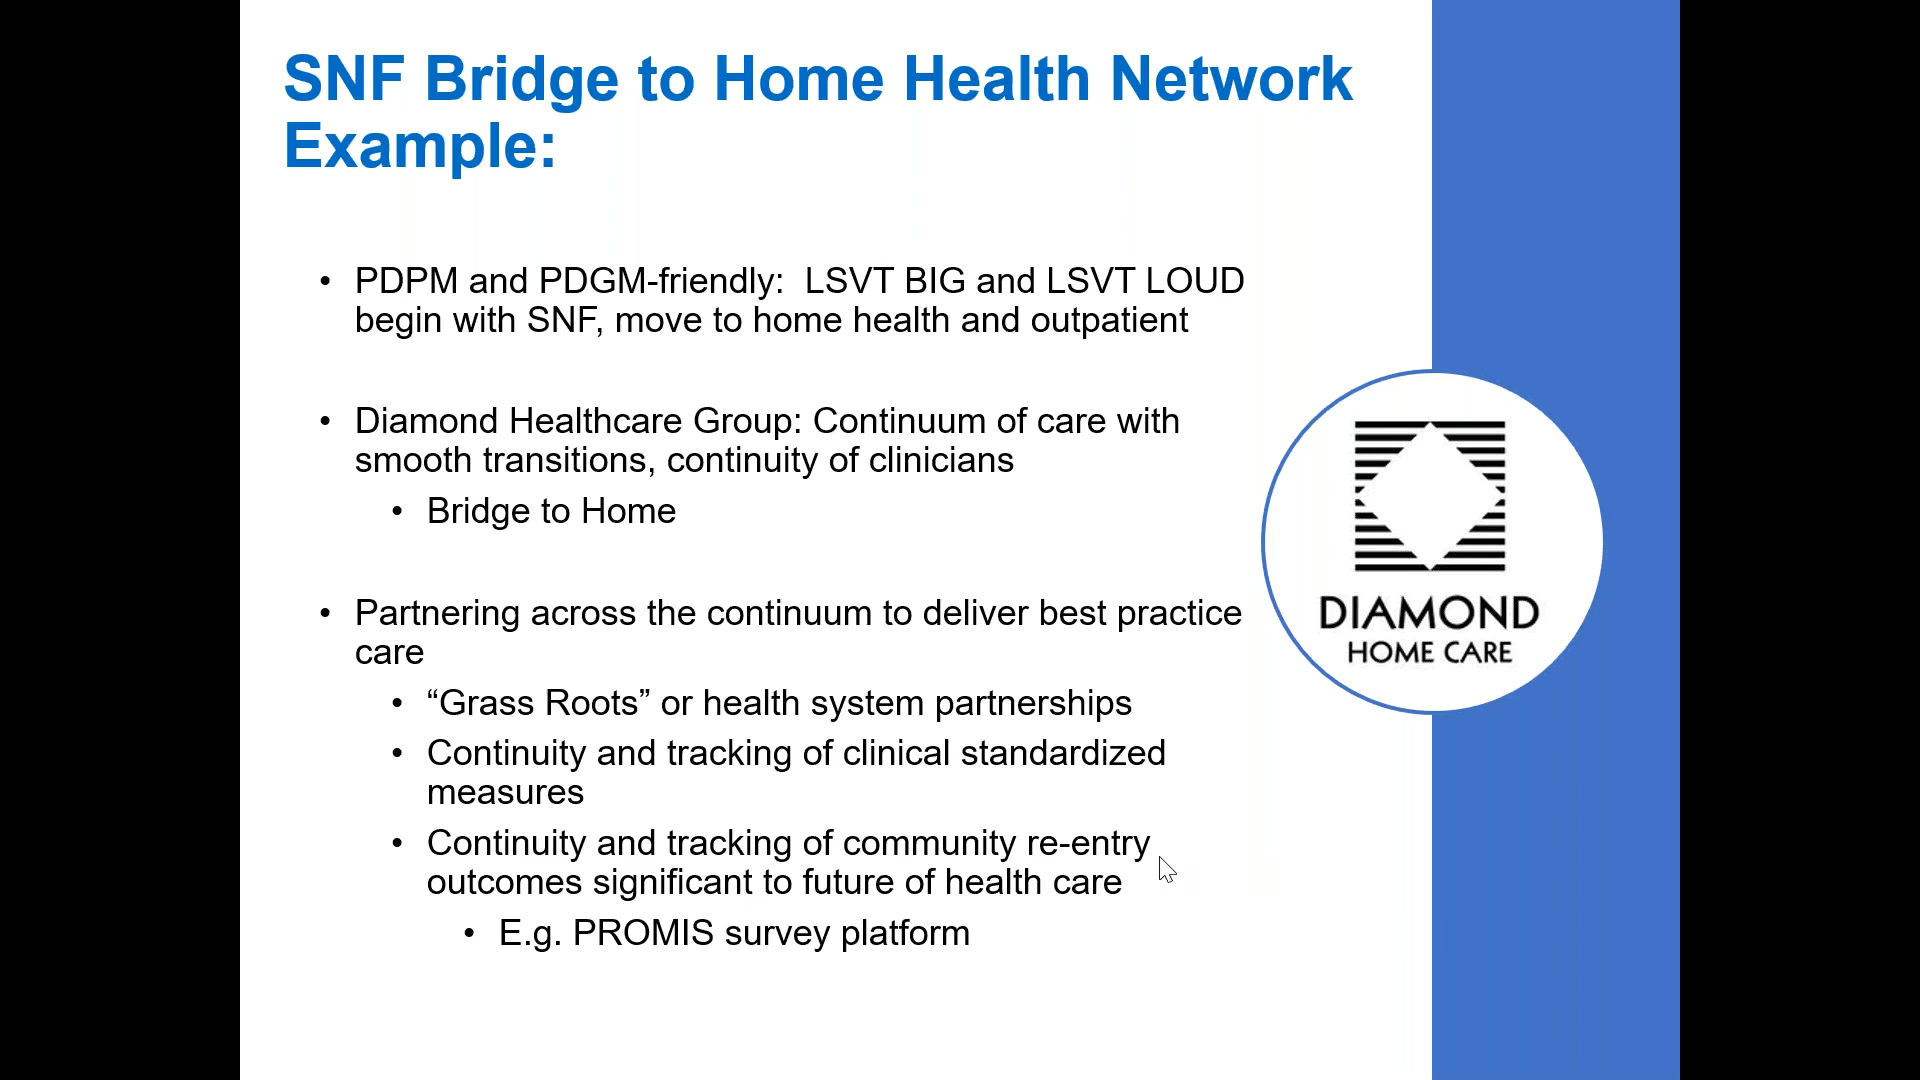 SNF Bridge to Home Health Network
Example:
• PDPM and PDGM-friendly:  LSVT BIG and LSVT LOUD
begin with SNF, move to home health and outpatient
• Diamond Healthcare Group: Continuum of care with
smooth transitions, continuity of clinicians
• Bridge to Home
• Partnering across the continuum to deliver best practice
care
• “Grass Roots” or health system partnerships
• Continuity and tracking of clinical standardized
measures
• Continuity and tracking of community re-entry
outcomes significant to future of health care
• E.g. PROMIS survey platform
DIAMOND
HOME CARE